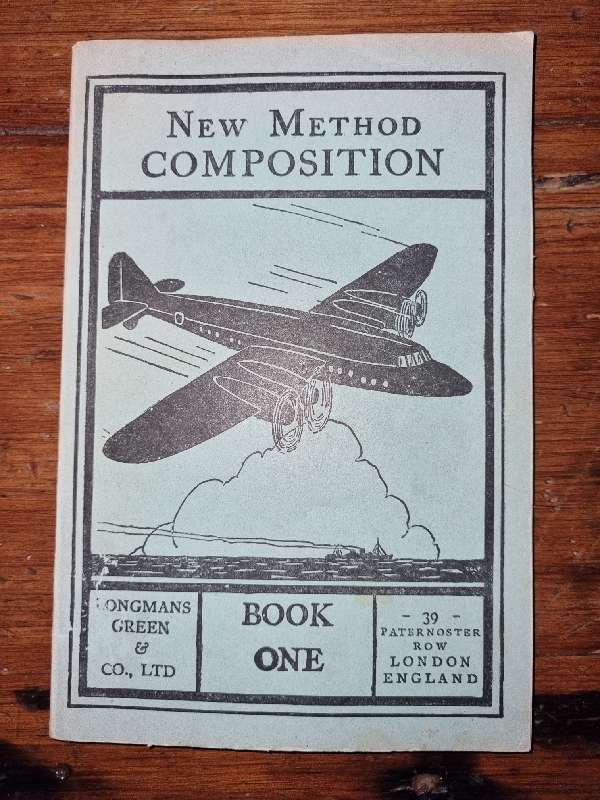 NEW METHOD
COMPOSITION
LONGMANS
GREEN
&
CO., LTD
BOOK
ONE
- 39 -
PATERNOSTER
ROW
LONDON
ENGLAND